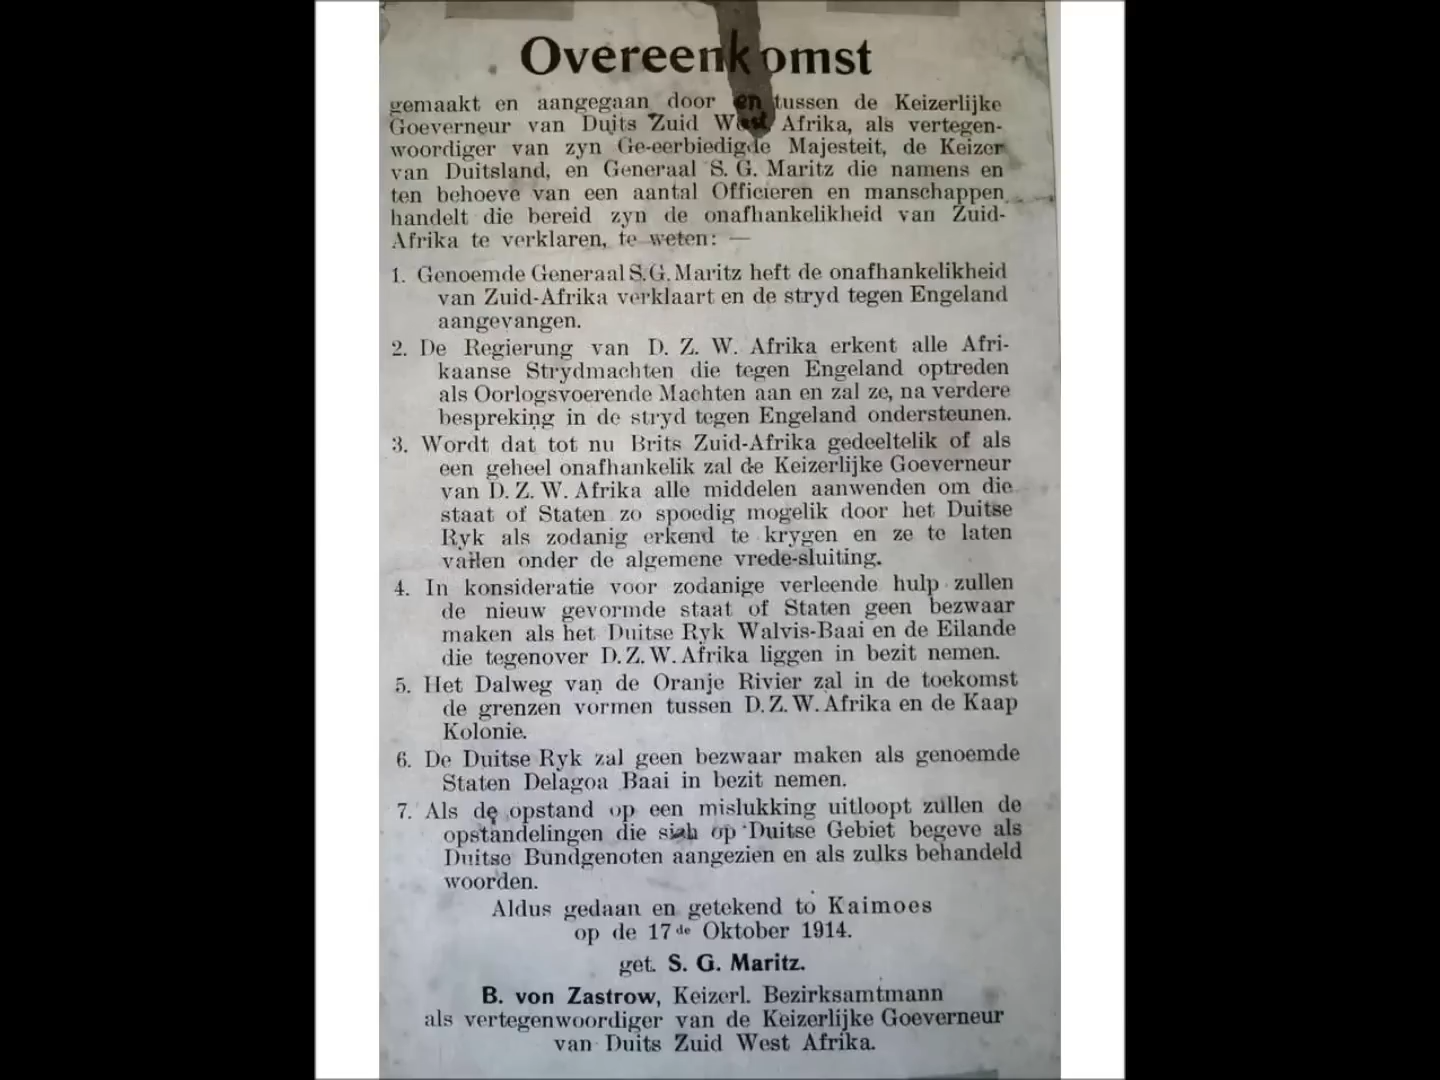 Overeenkomst
gemaakt en aangegaan door en tussen de Keizerlijke
Goeverneur van Duits Zuid West Afrika, als vertegen-
woordiger van zyn Ge-eerbiedigde Majesteit, de Keizer
van Duitsland, en Generaal S. G. Maritz die namens en
ten behoeve van een aantal Officieren en manschappen
handelt die bereid zyn de onafhankelikheid van Zuid-
Afrika te verklaren, te weten: —
1. Genoemde Generaal S.G. Maritz heft de onafhankelikheid
van Zuid-Afrika verklaart en de stryd tegen Engeland
aangevangen.
2. De Regierung van D. Z. W. Afrika erkent alle Afri-
kaanse Strydmachten die tegen Engeland optreden
als Oorlogsvoerende Machten aan en zal ze, na verdere
bespreking in de stryd tegen Engeland ondersteunen.
3. Wordt dat tot nu Brits Zuid-Afrika gedeeltelik of als
een geheel onafhankelik zal de Keizerlijke Goeverneur
van D. Z. W. Afrika alle middelen aanwenden om die
staat of Staten zo spoedig mogelik door het Duitse
Ryk als zodanig erkend te krygen en ze te laten
vallen onder de algemene vrede-sluiting.
4. In konsideratie voor zodanige verleende hulp zullen
de nieuw gevormde staat of Staten geen bezwaar
maken als het Duitse Ryk Walvis-Baai en de Eilande
die tegenover D. Z. W. Afrika liggen in bezit nemen.
5. Het Dalweg van de Oranje Rivier zal in de toekomst
de grenzen vormen tussen D. Z. W. Afrika en de Kaap
Kolonie.
6. De Duitse Ryk zal geen bezwaar maken als genoemde
Staten Delagoa Baai in bezit nemen.
7. Als de opstand op een mislukking uitloopt zullen de
opstandelingen die sich op Duitse Gebiet begeve als
Duitse Bundgenoten aangezien en als zulks behandeld
woorden.
Aldus gedaan en getekend to Kaimoes
op de 17de Oktober 1914.
get. S. G. Maritz.
B. von Zastrow, Keizerl. Bezirksamtmann
als vertegenwoordiger van de Keizerlijke Goeverneur
van Duits Zuid West Afrika.